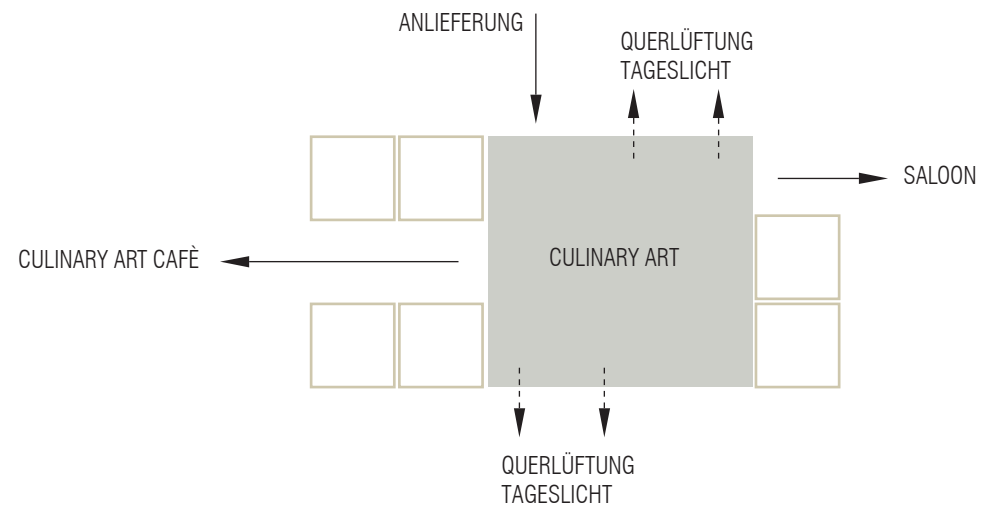 ANLIEFERUNG
QUERLÜFTUNG
TAGESLICHT
SALOON
CULINARY ART CAFÈ
CULINARY ART
QUERLÜFTUNG
TAGESLICHT